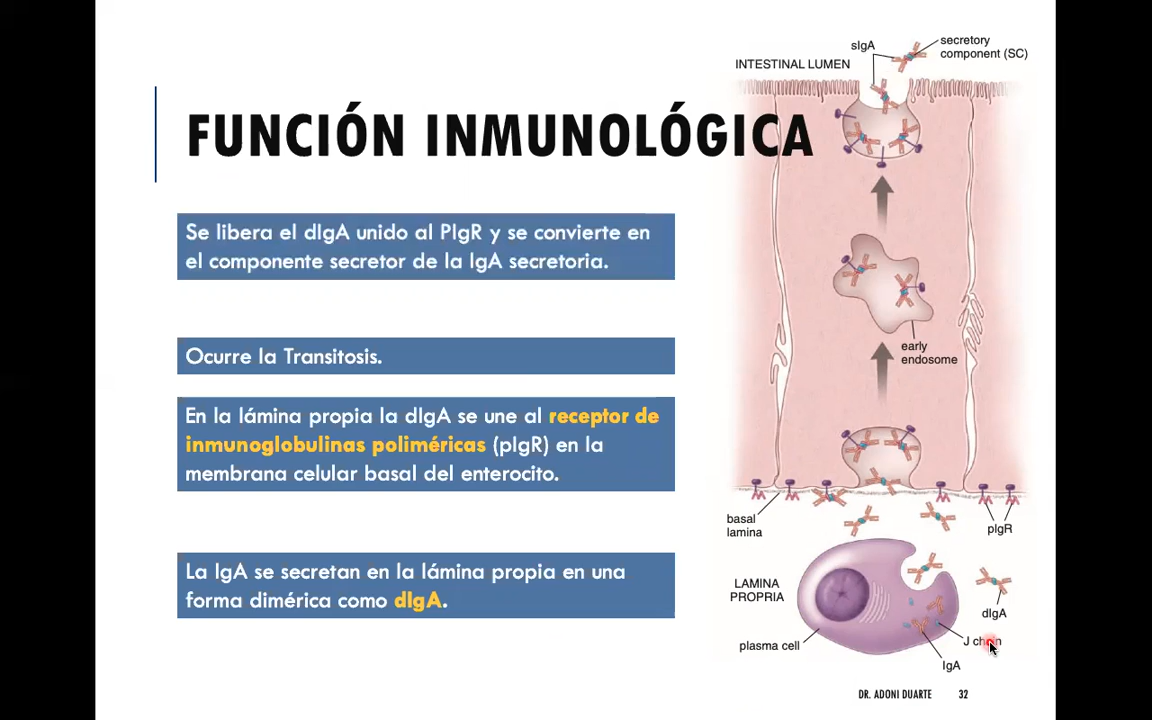 FUNCIÓN INMUNOLÓGICA
Se libera el dIgA unido al PIgR y se convierte en
el componente secretor de la IgA secretoria.
Ocurre la Transitosis.
En la lámina propia la dIgA se une al receptor de
inmunoglobulinas poliméricas (pIgR) en la
membrana celular basal del enterocito.
La IgA se secretan en la lámina propia en una
forma dimérica como dIgA.
sIgA
secretory
component (SC)
INTESTINAL LUMEN
early
endosome
basal
lamina
pIgR
LAMINA
PROPRIA
dIgA
plasma cell
J chain
IgA
DR. ADONI DUARTE
32